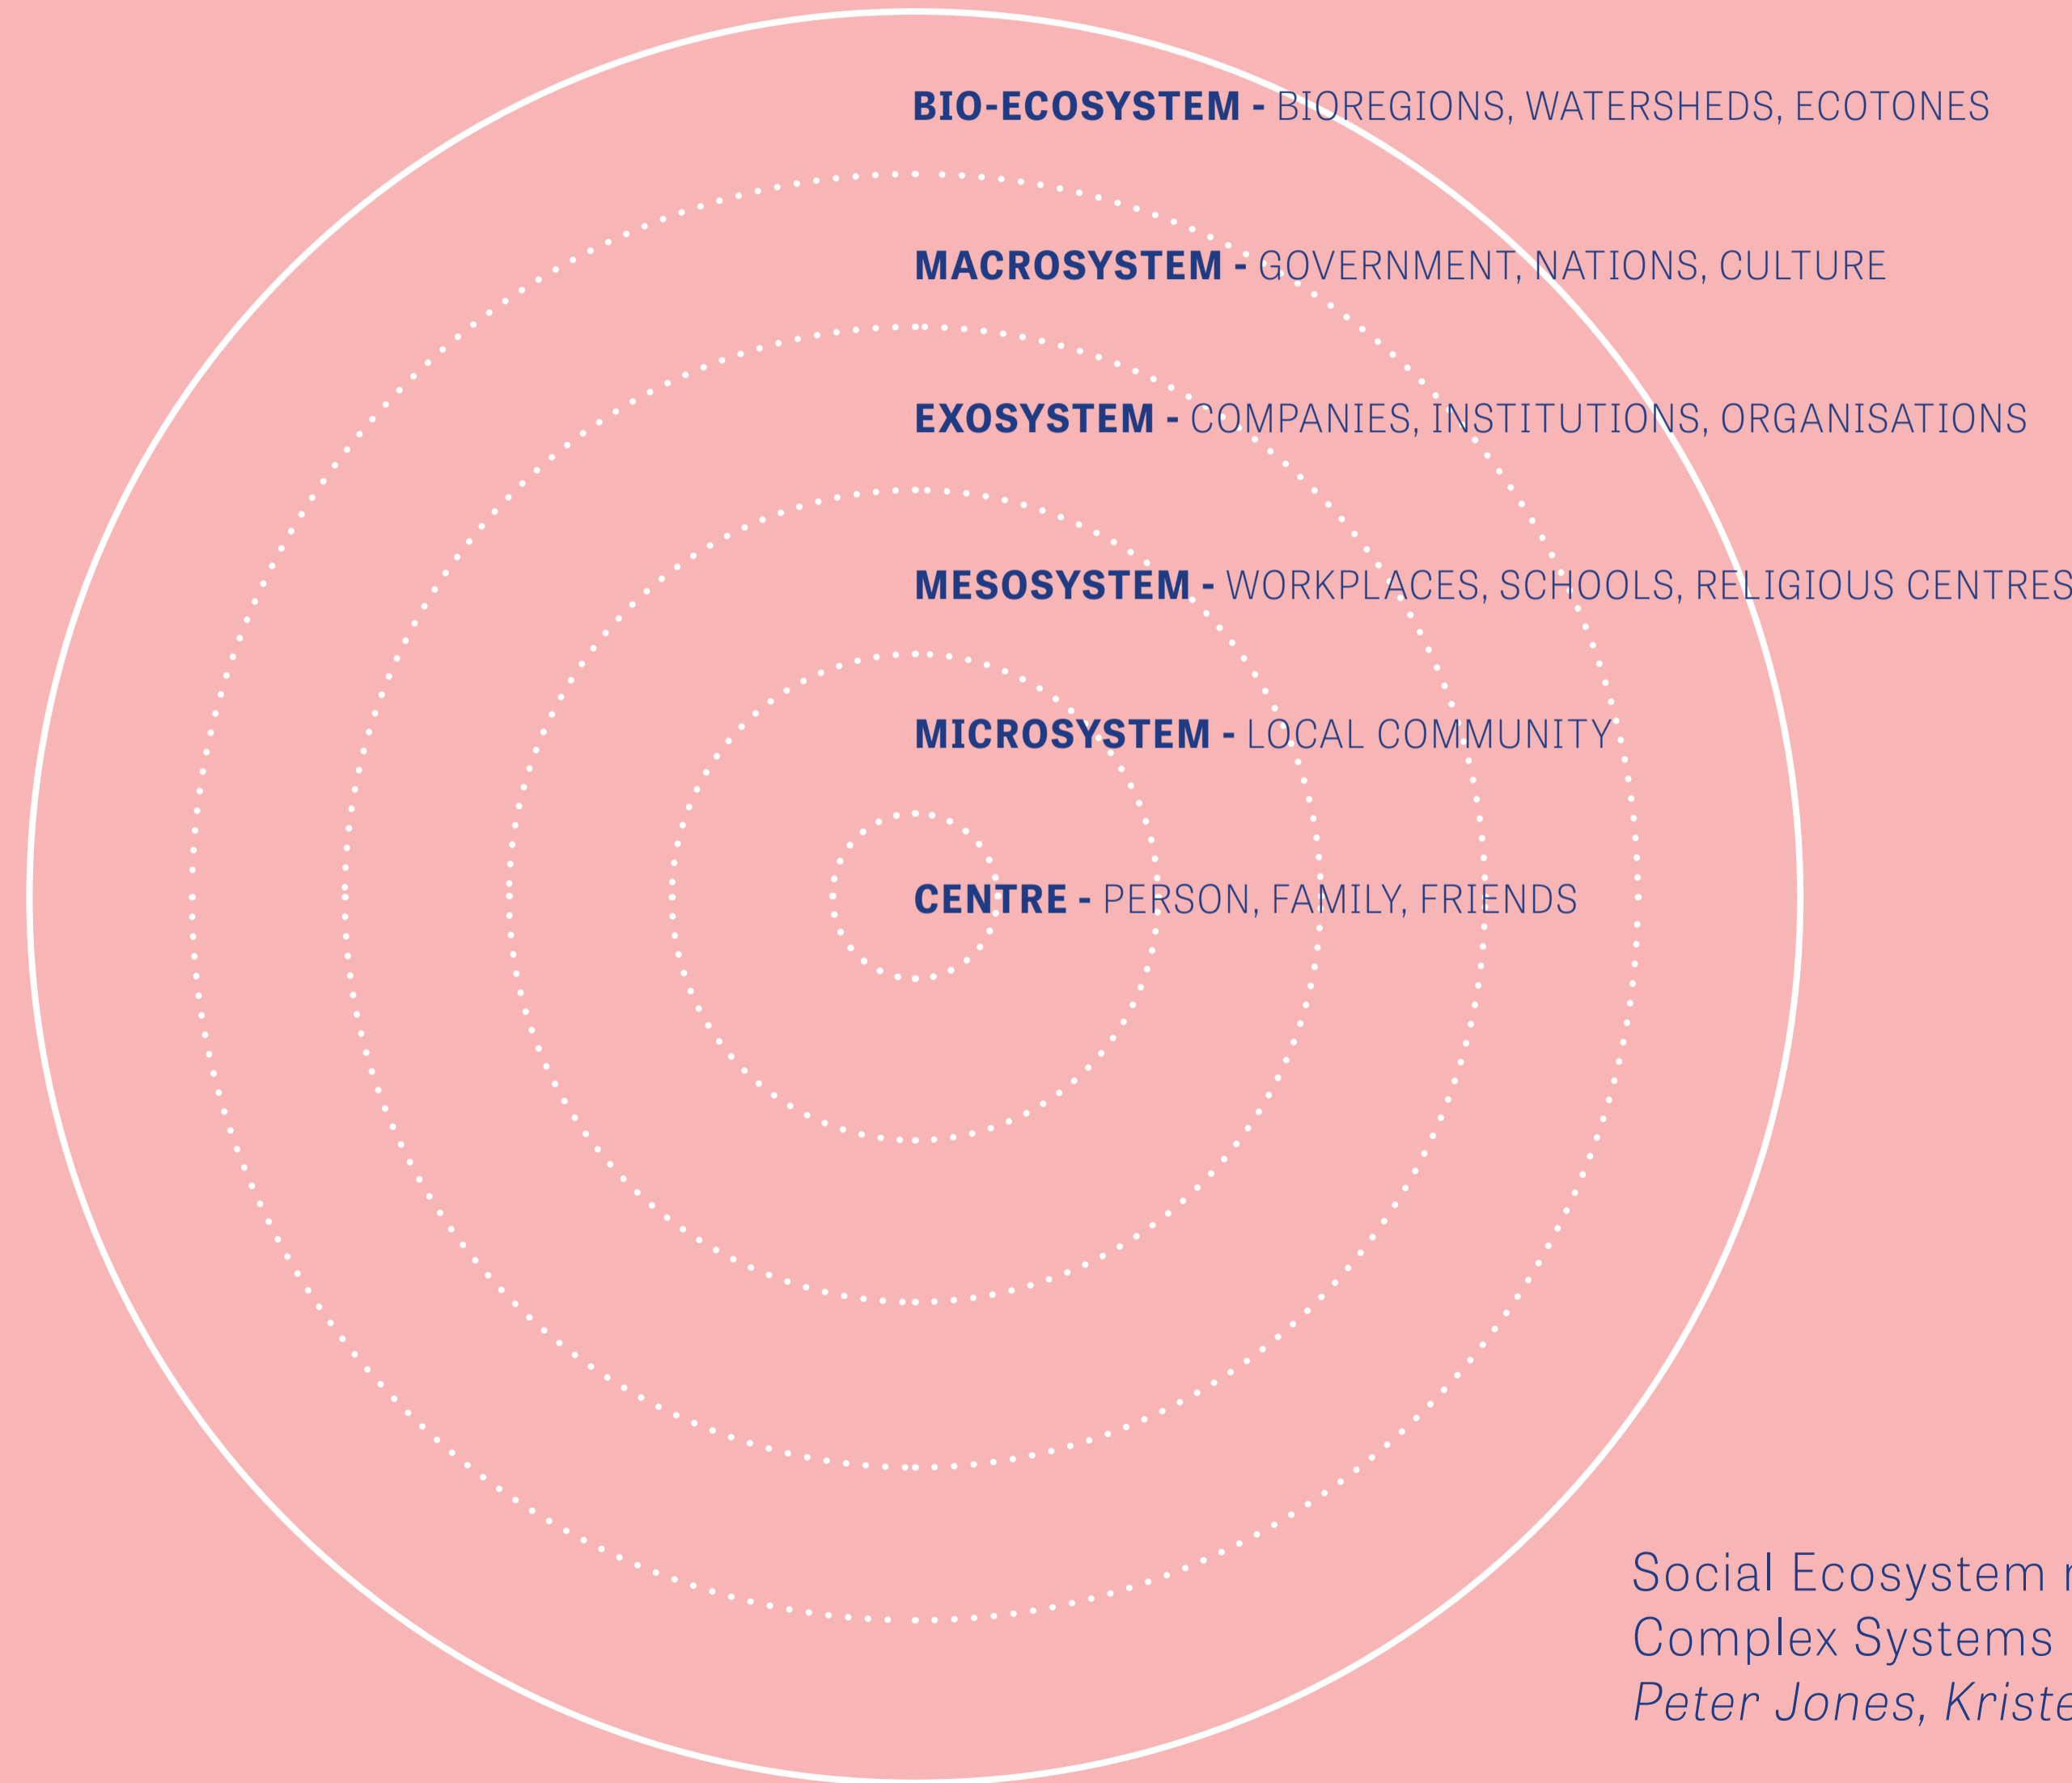 BIO-ECOSYSTEM - BIOREGIONS, WATERSHEDS, ECOTONES
MACROSYSTEM - GOVERNMENT, NATIONS, CULTURE
EXOSYSTEM - COMPANIES, INSTITUTIONS, ORGANISATIONS
MESOSYSTEM - WORKPLACES, SCHOOLS, RELIGIOUS CENTRES
MICROSYSTEM - LOCAL COMMUNITY
CENTRE - PERSON, FAMILY, FRIENDS
Social Ecosystem
Complex Systems
Peter Jones,